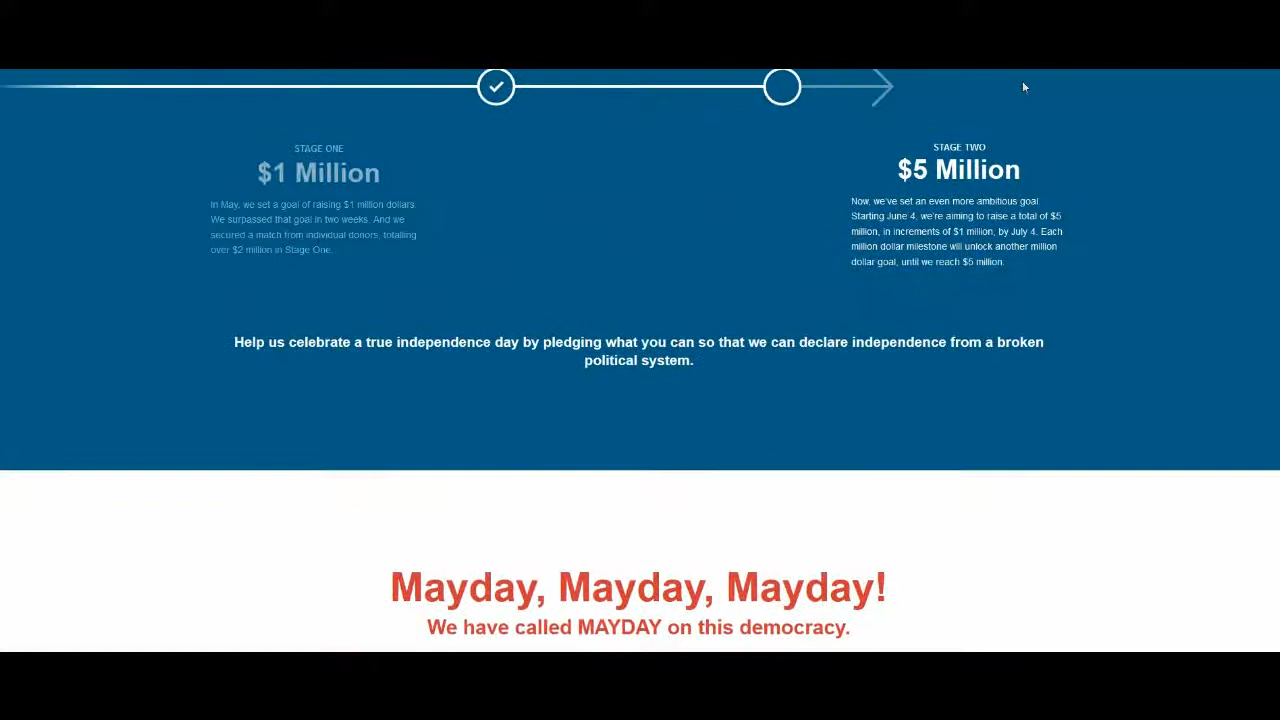 STAGE ONE
$1 Million
In May, we set a goal of raising $1 million dollars.
We surpassed that goal in two weeks. And we
secured a match from individual donors, totalling
over $2 million in Stage One.
STAGE TWO
$5 Million
Now, we've set an even more ambitious goal.
Starting June 4, we're aiming to raise a total of $5
million, in increments of $1 million, by July 4. Each
million dollar milestone will unlock another million
dollar goal, until we reach $5 million.
Help us celebrate a true independence day by pledging what you can so that we can declare independence from a broken
political system.
Mayday, Mayday, Mayday!
We have called MAYDAY on this democracy.